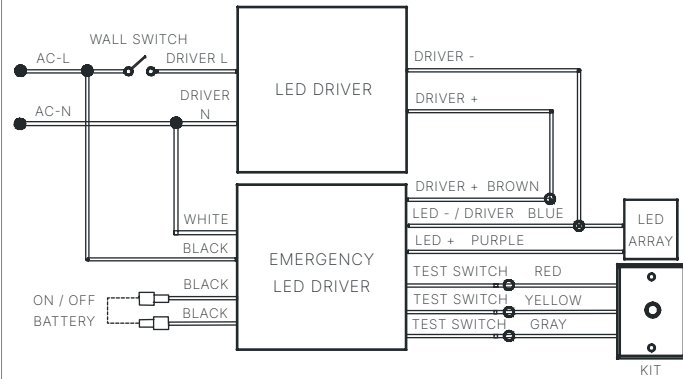 WALL SWITCH
AC-L
DRIVER L
DRIVER -
DRIVER
N
LED DRIVER
DRIVER +
AC-N
DRIVER + BROWN
LED - / DRIVER BLUE
WHITE
LED
ARRAY
LED + PURPLE
BLACK
EMERGENCY
LED DRIVER
TEST SWITCH RED
BLACK
ON / OFF
BATTERY
TEST SWITCH YELLOW
BLACK
TEST SWITCH GRAY
KIT